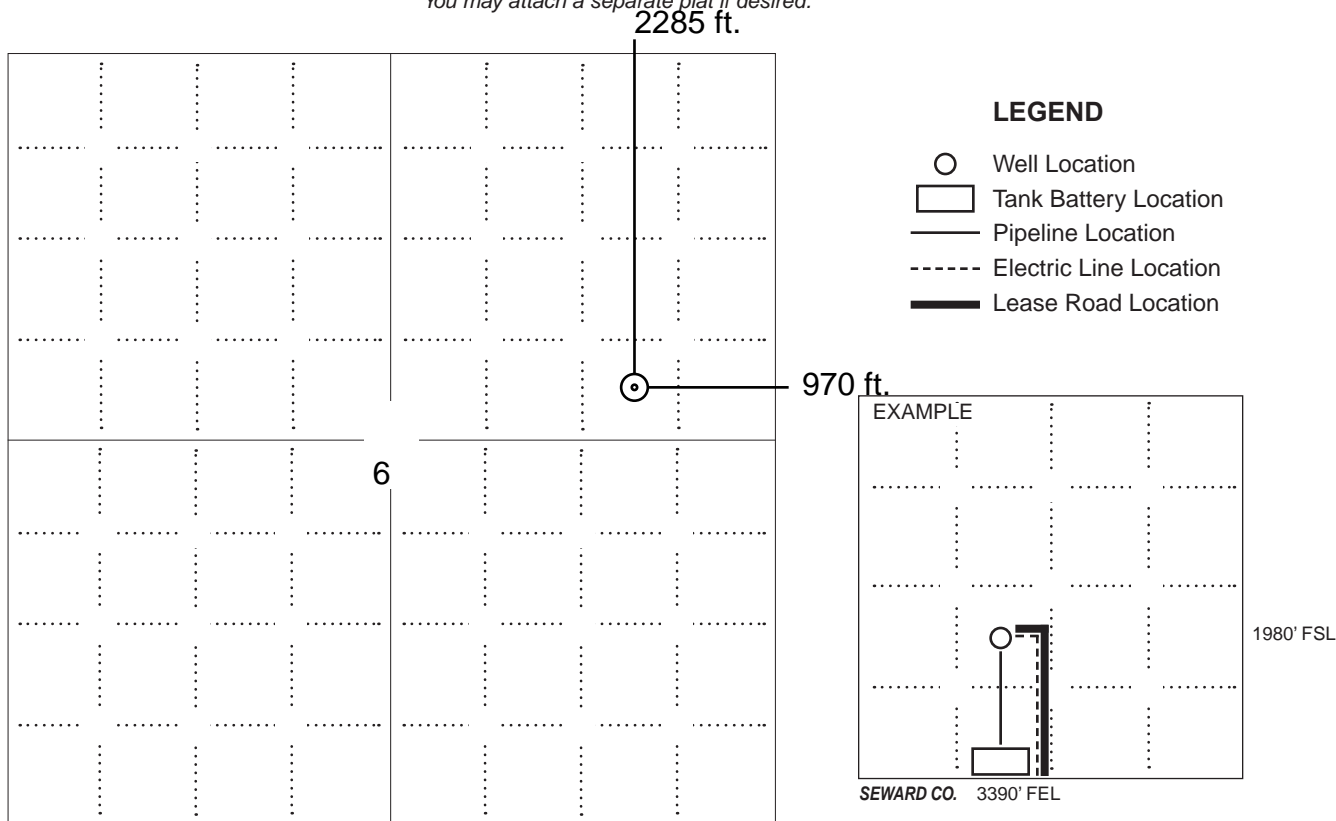 You may attach a separate plat if desired.
2285 ft.
LEGEND
Well Location
Tank Battery Location
Pipeline Location
Electric Line Location
Lease Road Location
970 ft.
EXAMPLE
6
1980' FSL
SEWARD CO. 3390' FEL